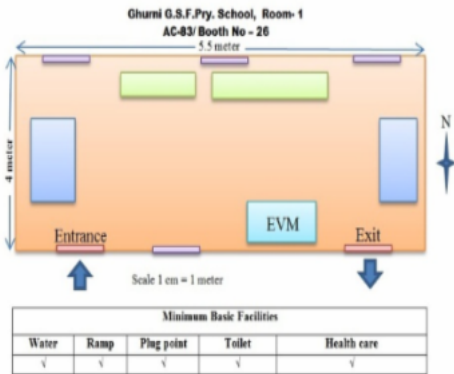 Ghurni G.S.F.Pry. School, Room- 1
AC-83/ Booth No - 26
5.5 meter
4 meter
N
EVM
Entrance
Exit
Scale 1 cm = 1 meter
Minimum Basic Facilities
Water Ramp Plug point Toilet Health care
√ √ √ √ √